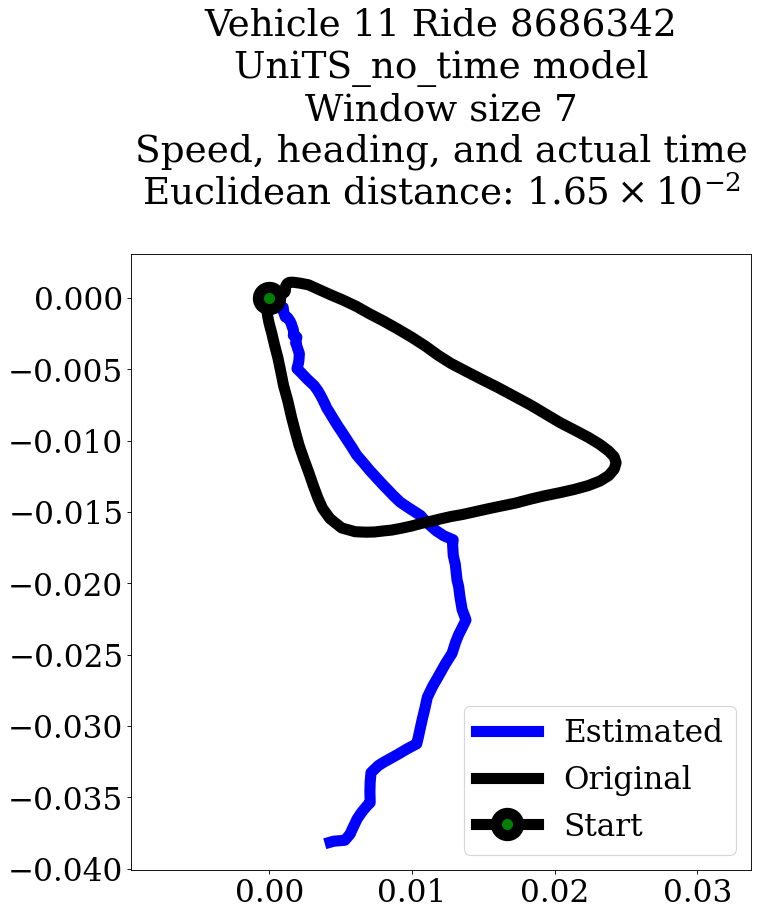 Vehicle 11 Ride 8686342
UniTS_no_time model
Window size 7
Speed, heading, and actual time
Euclidean distance: 1.65 × 10⁻²
0.000
−0.005
−0.010
−0.015
−0.020
−0.025
−0.030
−0.035
−0.040
Estimated
Original
Start
0.00 0.01 0.02 0.03